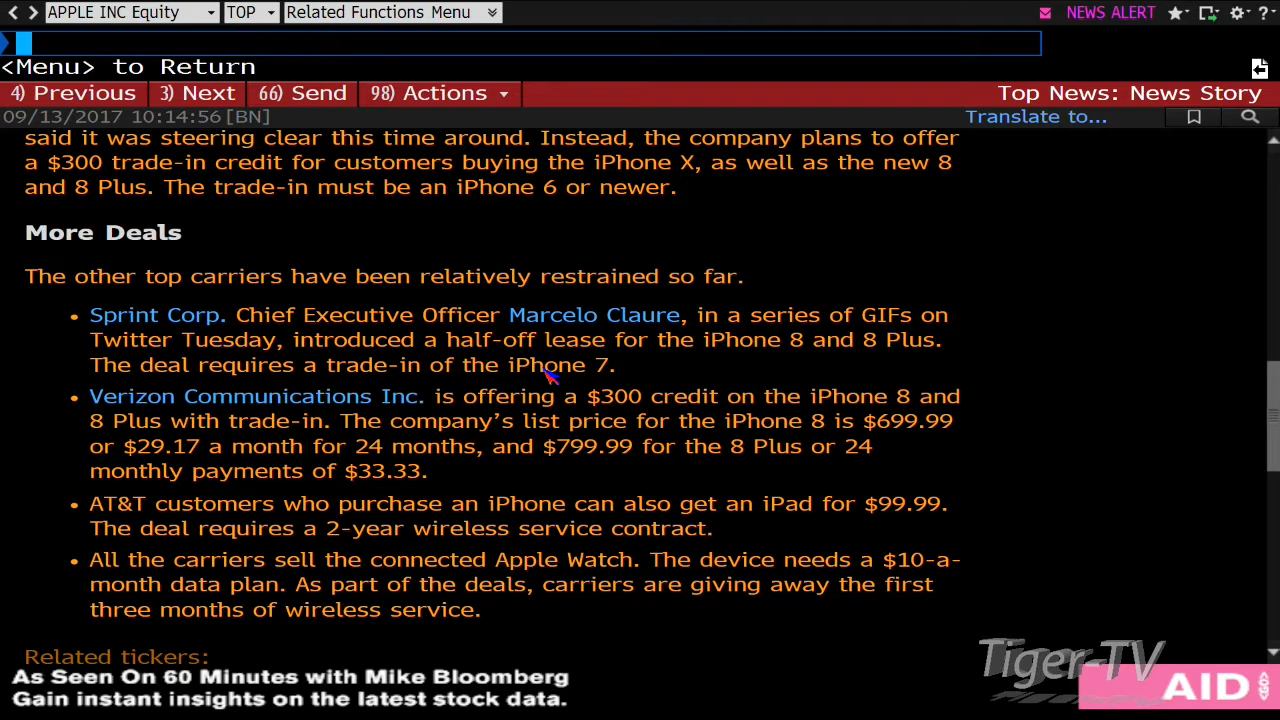 APPLE INC Equity TOP Related Functions Menu NEWS ALERT ?
<Menu> to Return
4) Previous 3) Next 66) Send 98) Actions Top News: News Story
09/13/2017 10:14:56 [BN] Translate to...
said it was steering clear this time around. Instead, the company plans to offer
a $300 trade-in credit for customers buying the iPhone X, as well as the new 8
and 8 Plus. The trade-in must be an iPhone 6 or newer.
More Deals
The other top carriers have been relatively restrained so far.
• Sprint Corp. Chief Executive Officer Marcelo Claure, in a series of GIFs on
Twitter Tuesday, introduced a half-off lease for the iPhone 8 and 8 Plus.
The deal requires a trade-in of the iPhone 7.
• Verizon Communications Inc. is offering a $300 credit on the iPhone 8 and
8 Plus with trade-in. The company's list price for the iPhone 8 is $699.99
or $29.17 a month for 24 months, and $799.99 for the 8 Plus or 24
monthly payments of $33.33.
• AT&T customers who purchase an iPhone can also get an iPad for $99.99.
The deal requires a 2-year wireless service contract.
• All the carriers sell the connected Apple Watch. The device needs a $10-a-
month data plan. As part of the deals, carriers are giving away the first
three months of wireless service.
Related tickers:
As Seen On 60 Minutes with Mike Bloomberg
Gain instant insights on the latest stock data.
Tiger-TV
AID